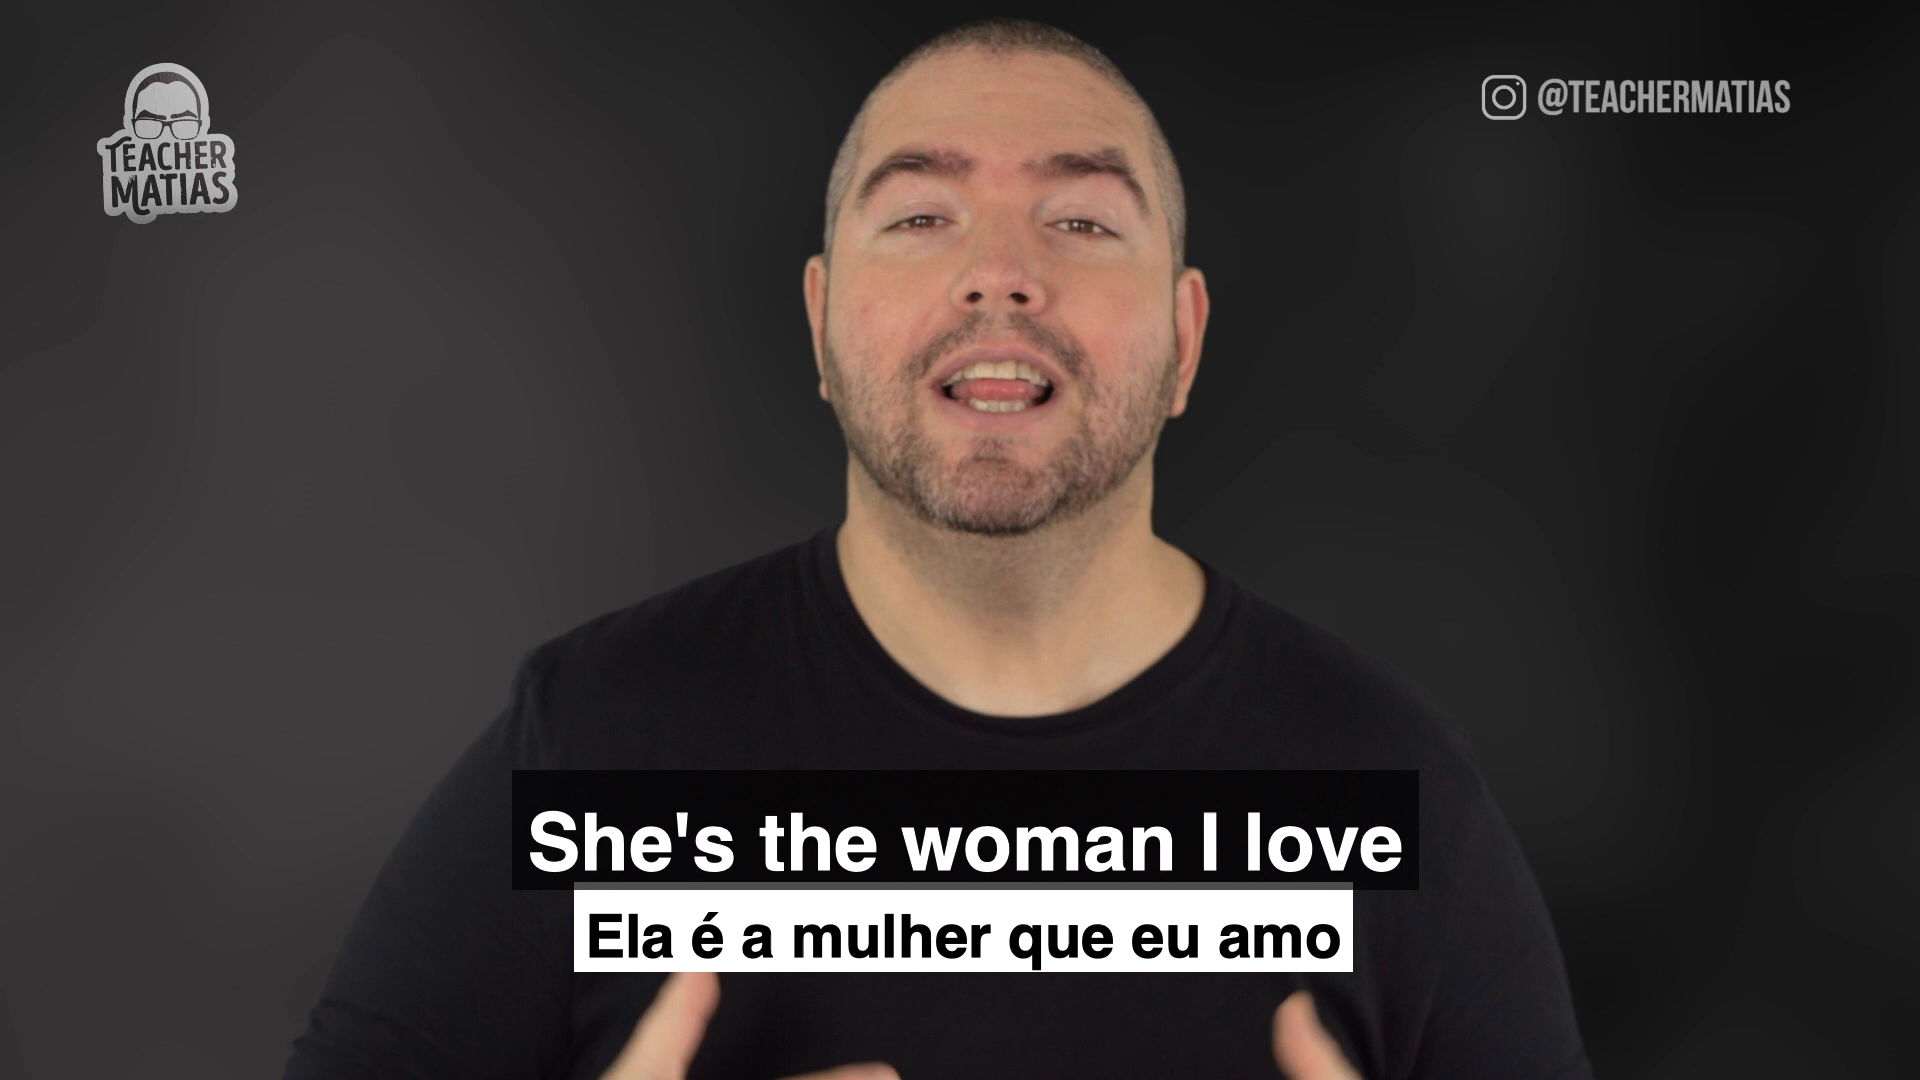 TEACHER
MATIAS
@TEACHERMATIAS
She's the woman I love
Ela é a mulher que eu amo